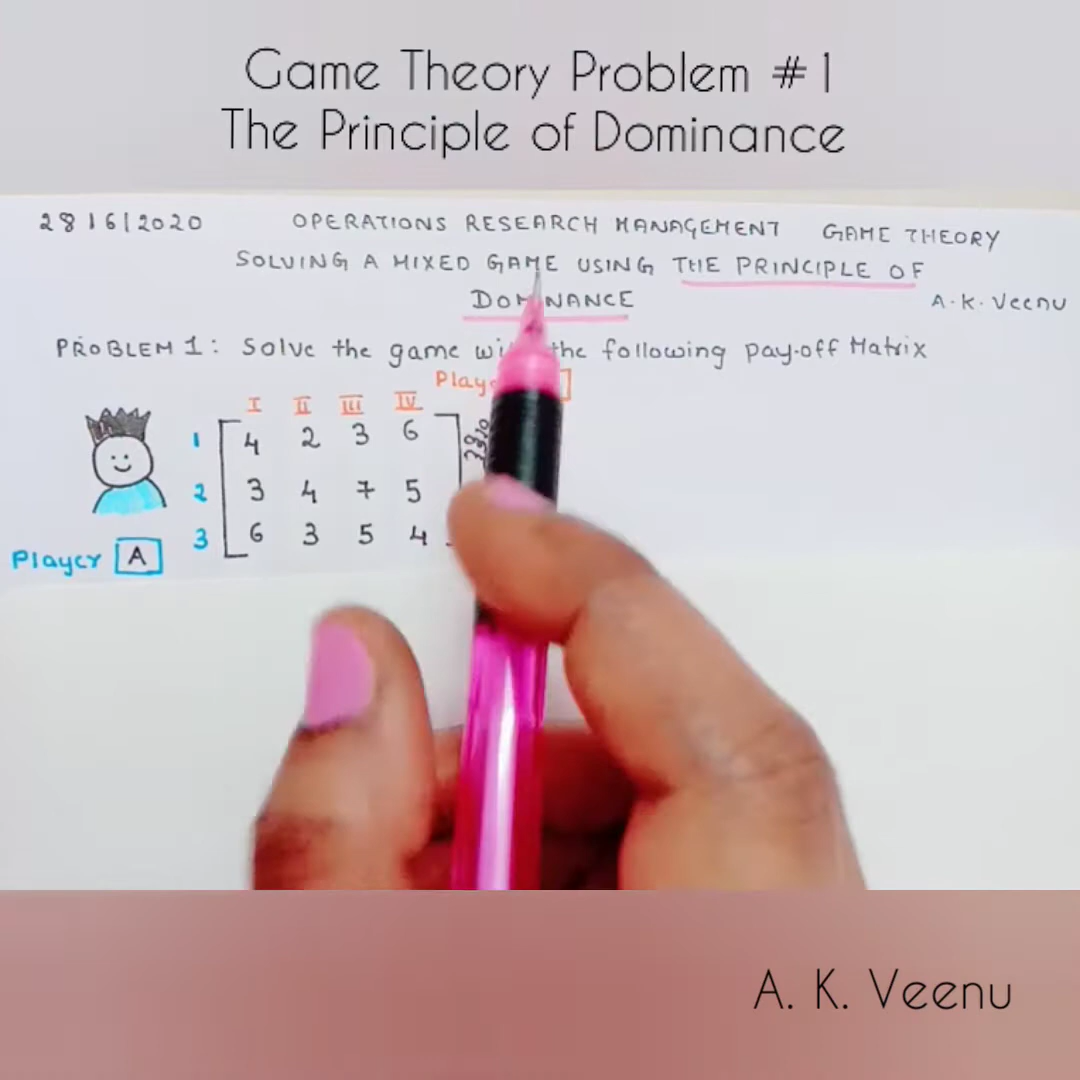 Game Theory Problem #1
The Principle of Dominance
28|6|2020 OPERATIONS RESEARCH MANAGEMENT GAME THEORY
SOLVING A MIXED GAME USING THE PRINCIPLE OF
DOMINANCE A.K. Veenu
PROBLEM 1: Solve the game the following pay-off Matrix
I II III IV
1 4 2 3 6
2 3 4 7 5
3 6 3 5 4
Player A
A. K. Veenu